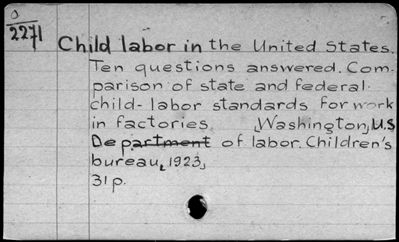 O
2271
Child labor in the United States.
Ten questions answered. Com-
parison of state and federal
child-labor standards for work
in factories. Washington, U.S.
Department of labor. Children's
bureau, 1923,
31 p.